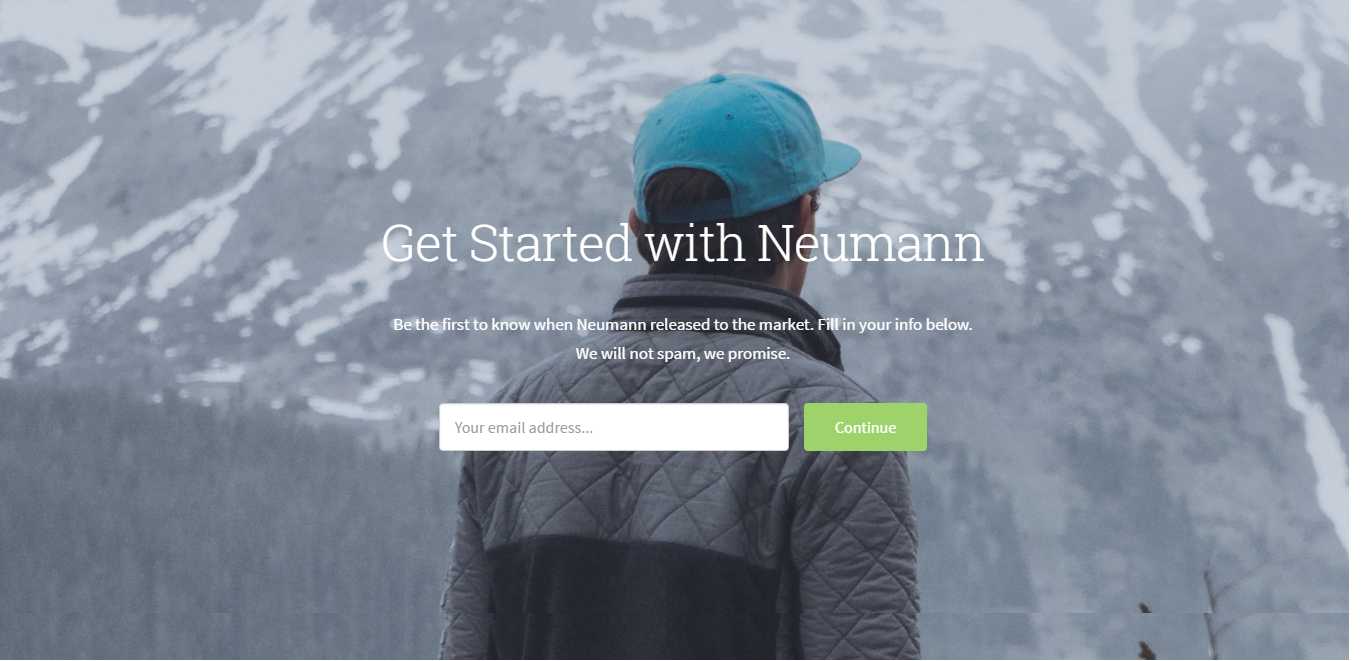 Get Started with Neumann
Be the first to know when Neumann released to the market. Fill in your info below.
We will not spam, we promise.
Your email address...
Continue